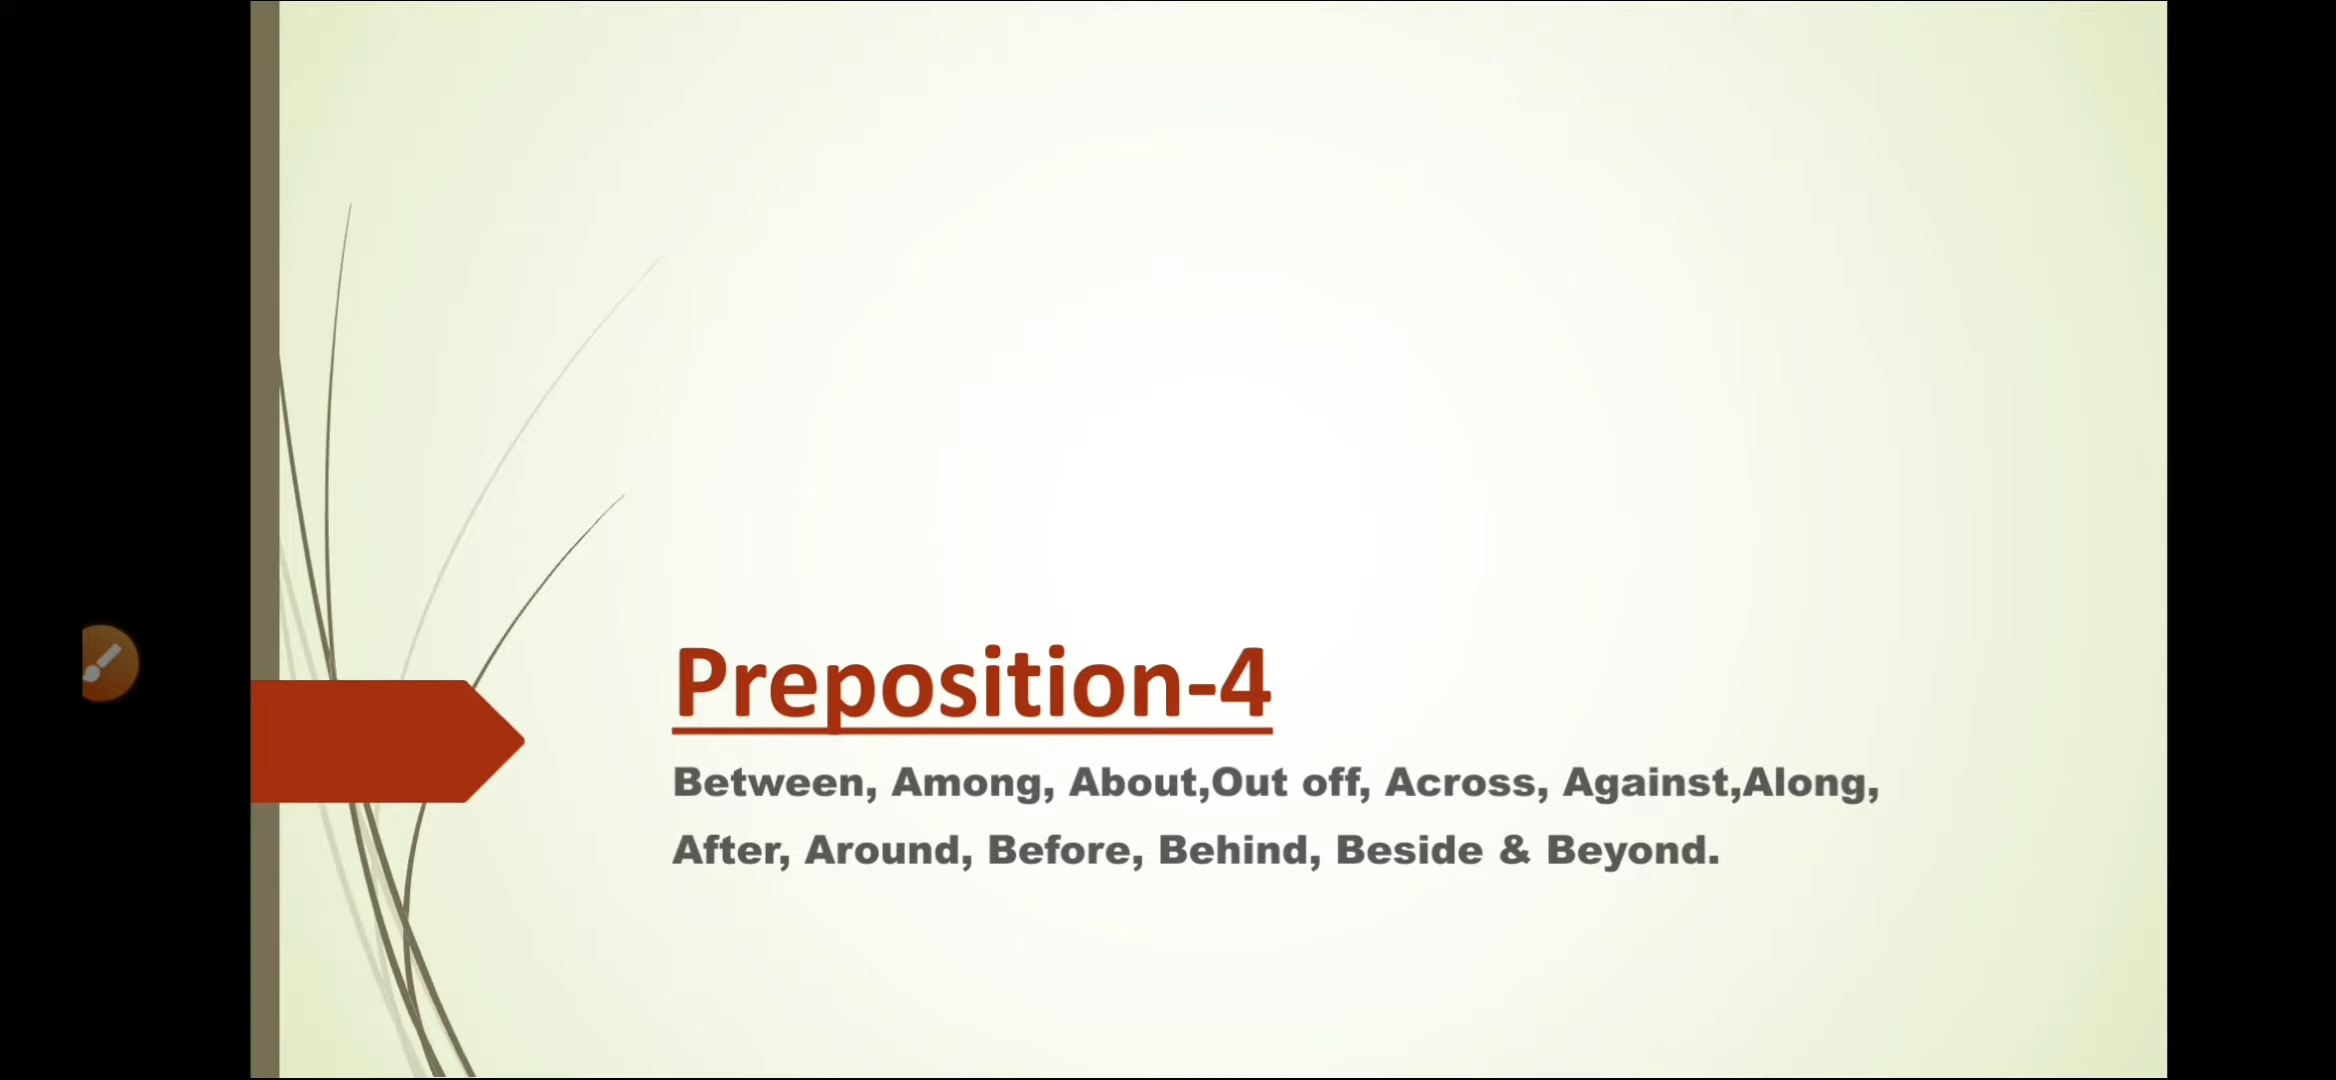 Preposition-4
Between, Among, About,Out off, Across, Against,Along,
After, Around, Before, Behind, Beside & Beyond.